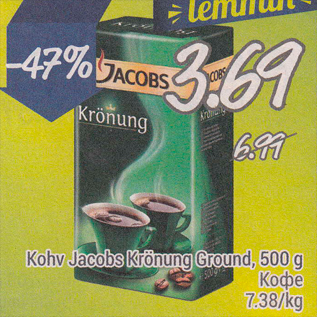 lemmik
-47%
JACOBS
3.69
Krönung
6.99
Kohv Jacobs Krönung Ground, 500 g
Кофе
7.38/kg